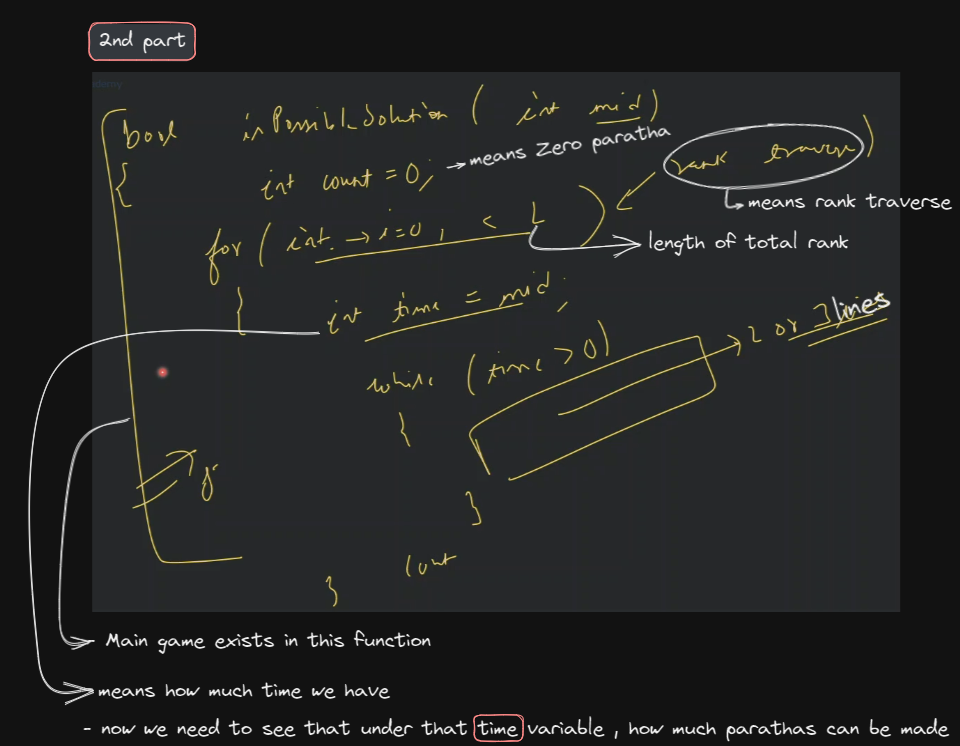 2nd part
bool isPossibleSolution ( int mid)
{
int count = 0; → means Zero paratha
rank traverse )
↳ means rank traverse
for ( int → i=0 , < L )
→ length of total rank
{ int time = mid;
while (time > 0) → 2 or 3 lines
{
}
}
Main game exists in this function
means how much time we have
- now we need to see that under that time variable , how much parathas can be made